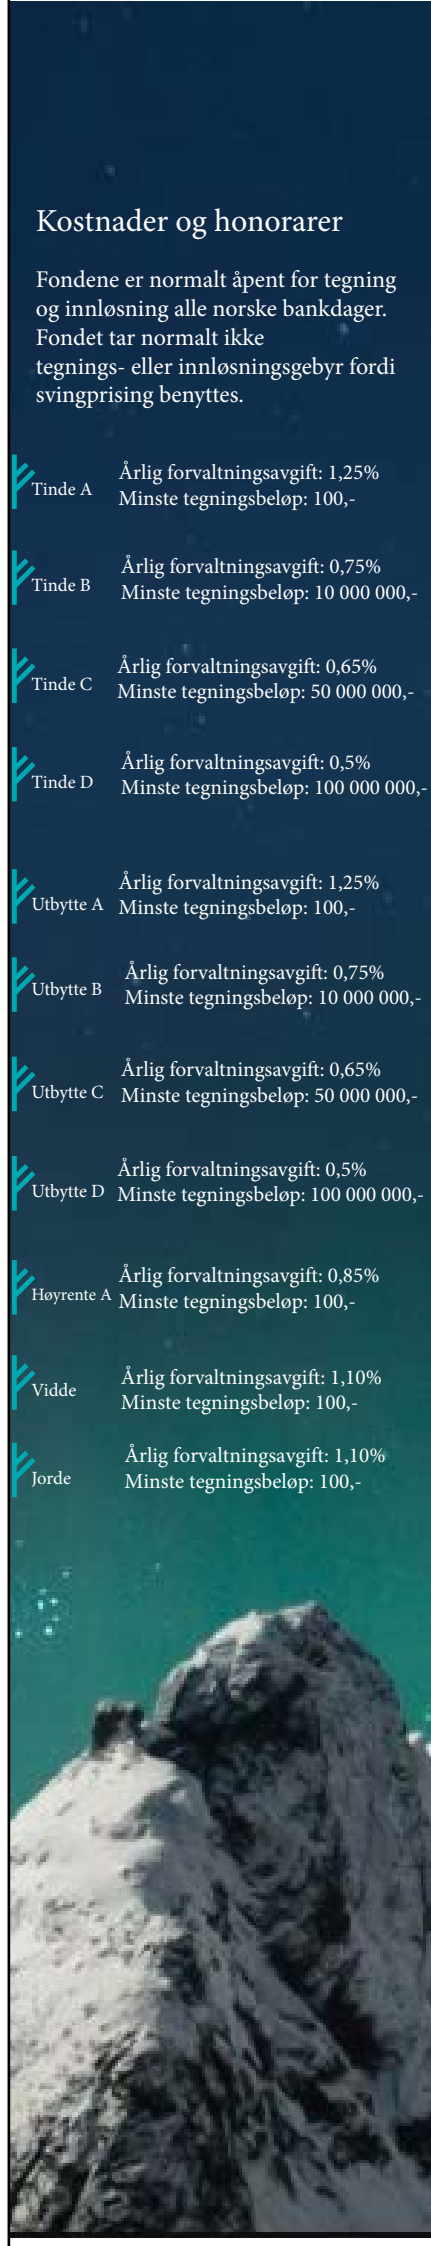 Kostnader og honorarer
Fondene er normalt åpent for tegning
og innløsning alle norske bankdager.
Fondet tar normalt ikke
tegnings- eller innløsningsgebyr fordi
svingprising benyttes.
Tinde A
Årlig forvaltningsavgift: 1,25%
Minste tegningsbeløp: 100,-
Tinde B
Årlig forvaltningsavgift: 0,75%
Minste tegningsbeløp: 10 000 000,-
Tinde C
Årlig forvaltningsavgift: 0,65%
Minste tegningsbeløp: 50 000 000,-
Tinde D
Årlig forvaltningsavgift: 0,5%
Minste tegningsbeløp: 100 000 000,-
Utbytte A
Årlig forvaltningsavgift: 1,25%
Minste tegningsbeløp: 100,-
Utbytte B
Årlig forvaltningsavgift: 0,75%
Minste tegningsbeløp: 10 000 000,-
Utbytte C
Årlig forvaltningsavgift: 0,65%
Minste tegningsbeløp: 50 000 000,-
Utbytte D
Årlig forvaltningsavgift: 0,5%
Minste tegningsbeløp: 100 000 000,-
Høyrente A
Årlig forvaltningsavgift: 0,85%
Minste tegningsbeløp: 100,-
Vidde
Årlig forvaltningsavgift: 1,10%
Minste tegningsbeløp: 100,-
Jorde
Årlig forvaltningsavgift: 1,10%
Minste tegningsbeløp: 100,-